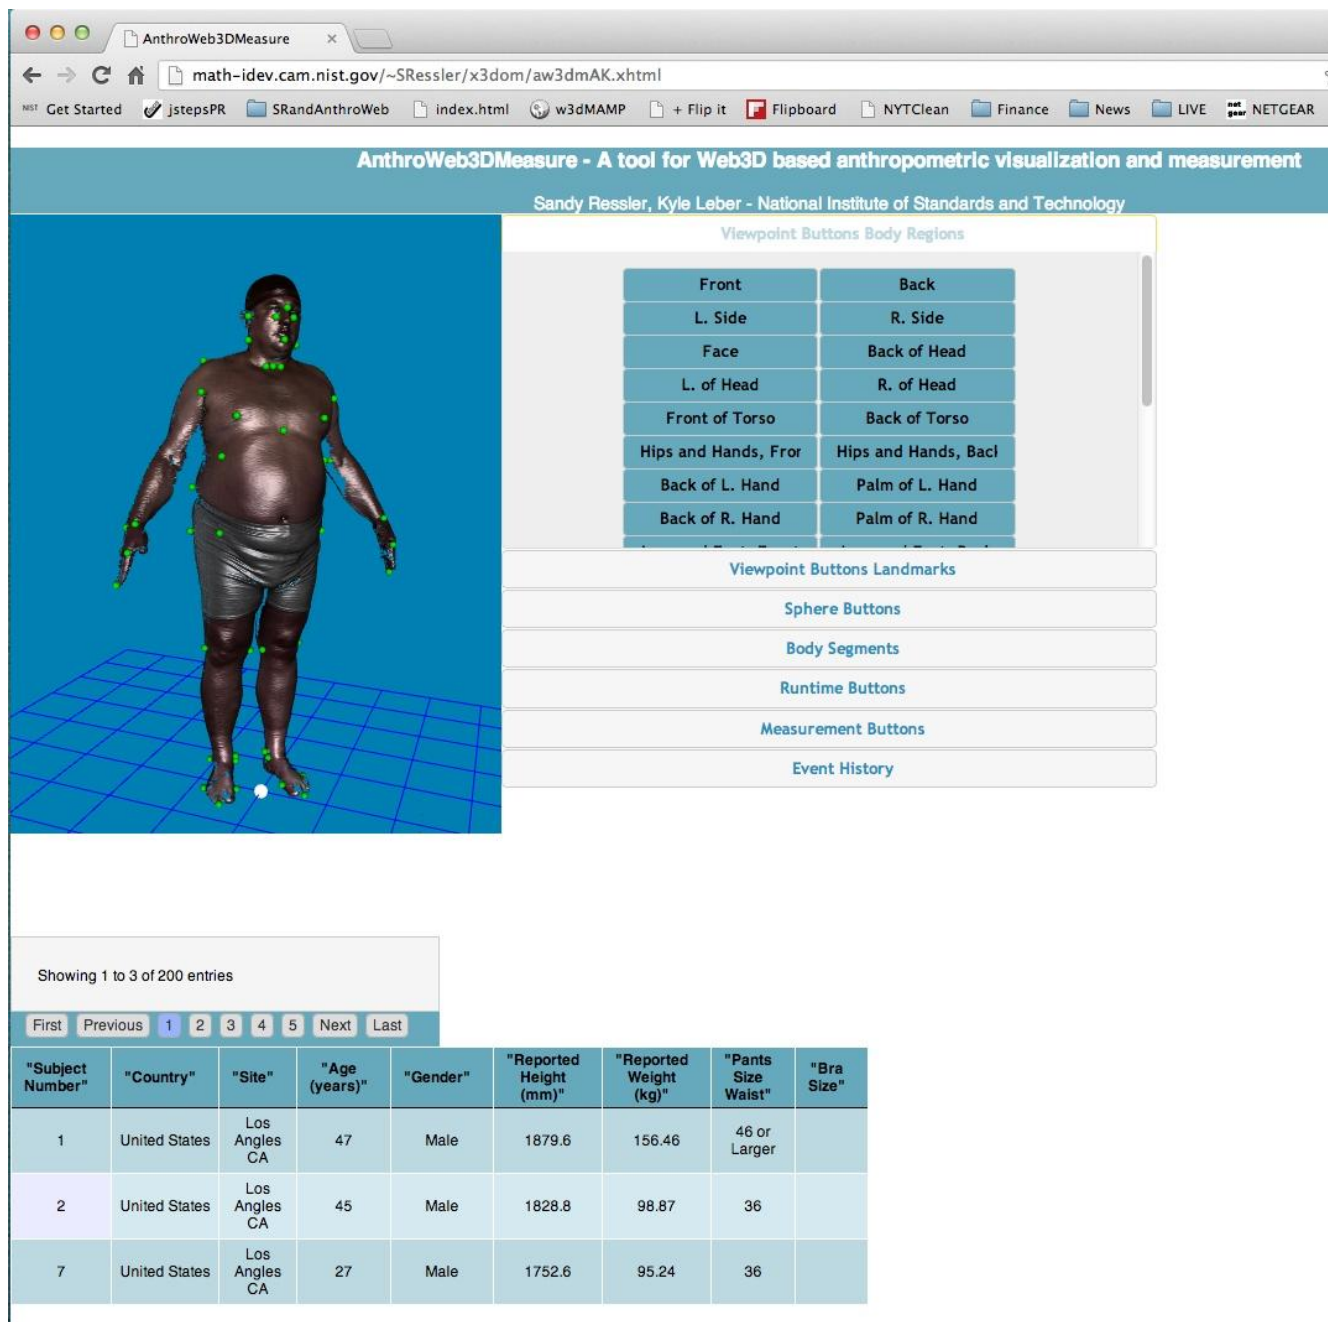 AnthroWeb3DMeasure
math-idev.cam.nist.gov/~SRessler/x3dom/aw3dmAK.xhtml
NIST Get Started jstepsPR SRandAnthroWeb index.html w3dMAMP + Flip it Flipboard NYTClean Finance News LIVE NETGEAR
AnthroWeb3DMeasure - A tool for Web3D based anthropometric visualization and measurement
Sandy Ressler, Kyle Leber - National Institute of Standards and Technology
Viewpoint Buttons Body Regions
Front Back
L. Side R. Side
Face Back of Head
L. of Head R. of Head
Front of Torso Back of Torso
Hips and Hands, Fror Hips and Hands, Bacl
Back of L. Hand Palm of L. Hand
Back of R. Hand Palm of R. Hand
Viewpoint Buttons Landmarks
Sphere Buttons
Body Segments
Runtime Buttons
Measurement Buttons
Event History
Showing 1 to 3 of 200 entries
First Previous 1 2 3 4 5 Next Last
"Subject Number" "Country" "Site" "Age (years)" "Gender" "Reported Height (mm)" "Reported Weight (kg)" "Pants Size Waist" "Bra Size"
1 United States Los Angles CA 47 Male 1879.6 156.46 46 or Larger
2 United States Los Angles CA 45 Male 1828.8 98.87 36
7 United States Los Angles CA 27 Male 1752.6 95.24 36